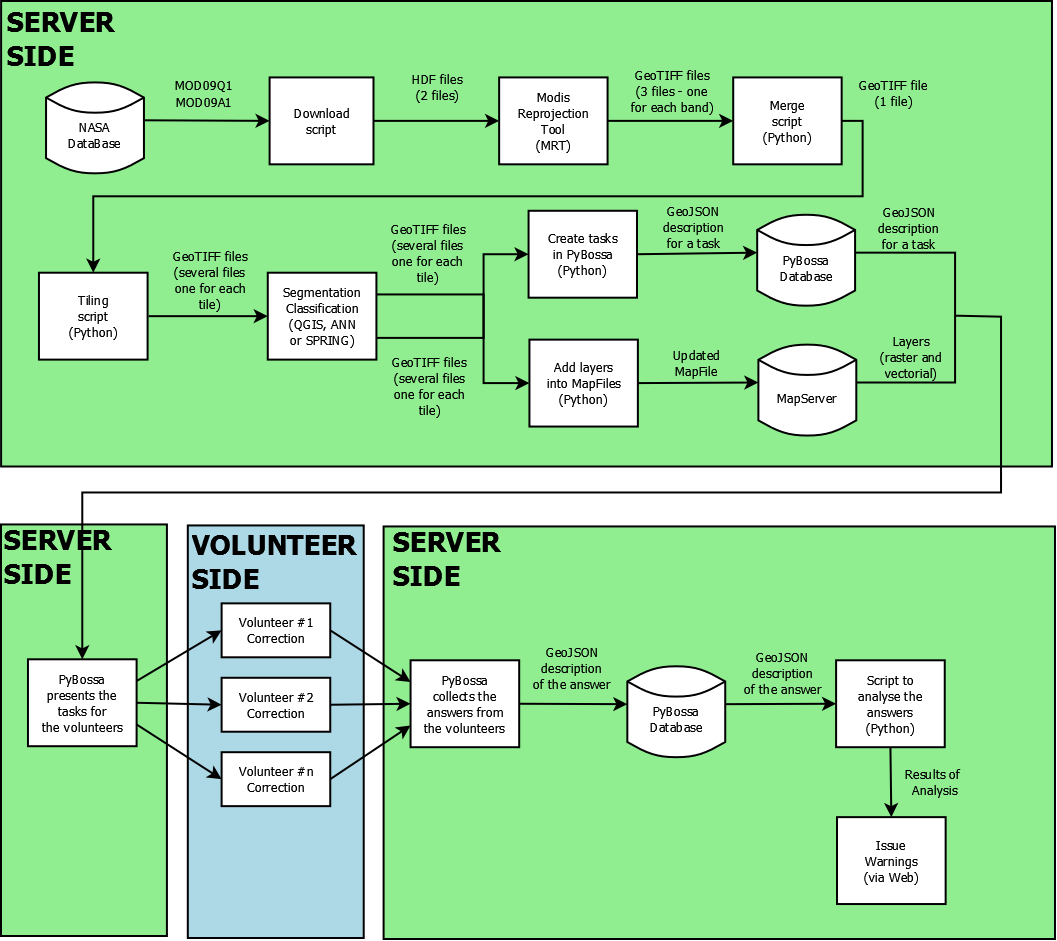 SERVER
SIDE
NASA
DataBase
MOD09Q1
MOD09A1
Download
script
HDF files
(2 files)
Modis
Reprojection
Tool
(MRT)
GeoTIFF files
(3 files - one
for each band)
Merge
script
(Python)
GeoTIFF file
(1 file)
Tiling
script
(Python)
GeoTIFF files
(several files
one for each
tile)
Segmentation
Classification
(QGIS, ANN
or SPRING)
GeoTIFF files
(several files
one for each
tile)
GeoTIFF files
(several files
one for each
tile)
Create tasks
in PyBossa
(Python)
GeoJSON
description
for a task
PyBossa
Database
GeoJSON
description
for a task
Add layers
into MapFiles
(Python)
Updated
MapFile
MapServer
Layers
(raster and
vectorial)
SERVER
SIDE
PyBossa
presents the
tasks for
the volunteers
VOLUNTEER
SIDE
Volunteer #1
Correction
Volunteer #2
Correction
Volunteer #n
Correction
SERVER
SIDE
PyBossa
collects the
answers from
the volunteers
GeoJSON
description
of the answer
PyBossa
Database
GeoJSON
description
of the answer
Script to
analyse the
answers
(Python)
Results of
Analysis
Issue
Warnings
(via Web)